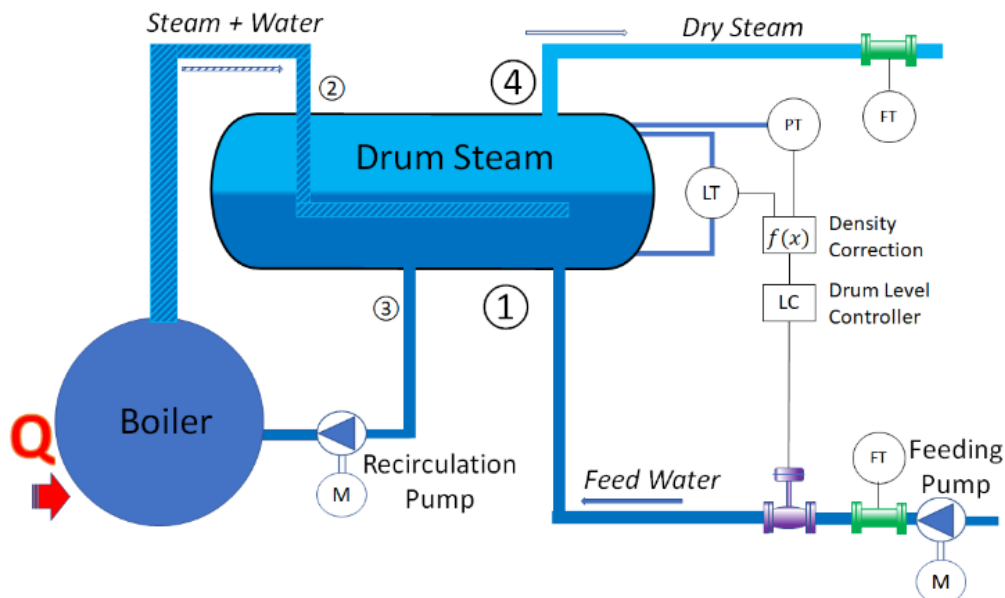 Steam + Water
Dry Steam
②
④
FT
PT
Drum Steam
LT
f(x)
Density
Correction
③
①
LC
Drum Level
Controller
Boiler
Q
Recirculation
Pump
M
Feed Water
FT
Feeding
Pump
M